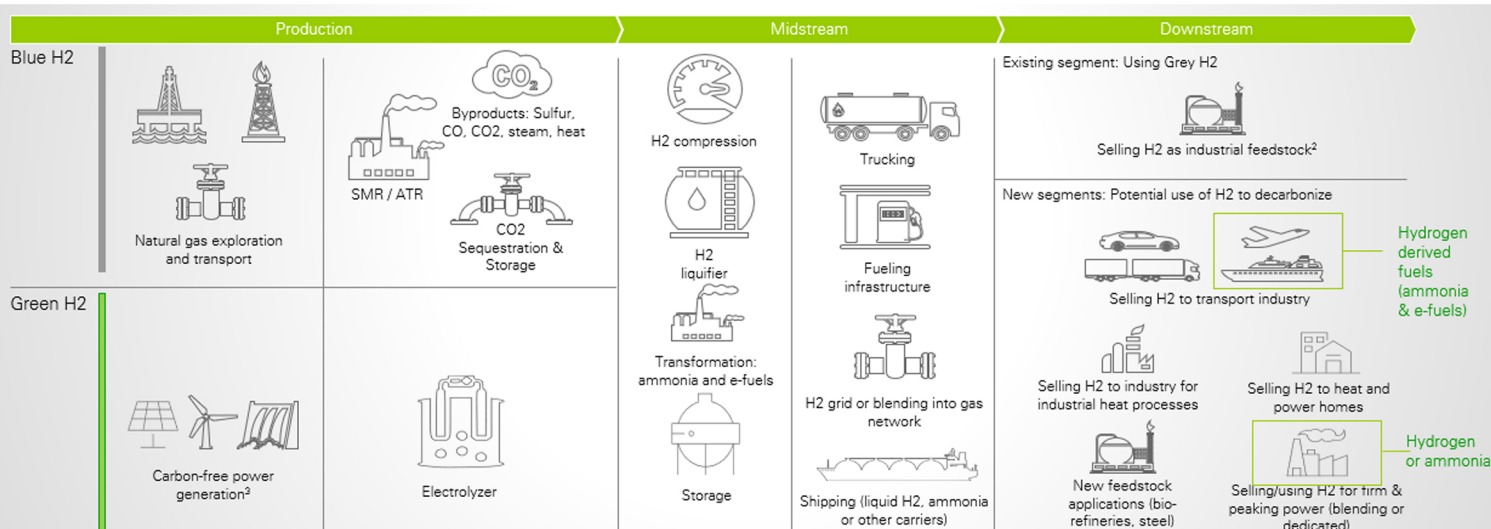 Production
Midstream
Downstream
Blue H2
CO₂
Byproducts: Sulfur,
CO, CO2, steam, heat
SMR / ATR
Natural gas exploration
and transport
CO2
Sequestration &
Storage
Green H2
Carbon-free power
generation³
Electrolyzer
H2 compression
H2
liquifier
Transformation:
ammonia and e-fuels
Storage
Trucking
Fueling
infrastructure
H2 grid or blending into gas
network
Shipping (liquid H2, ammonia
or other carriers)
Existing segment: Using Grey H2
Selling H2 as industrial feedstock²
New segments: Potential use of H2 to decarbonize
Selling H2 to transport industry
Hydrogen
derived
fuels
(ammonia
& e-fuels)
Selling H2 to industry for
industrial heat processes
Selling H2 to heat and
power homes
New feedstock
applications (bio-
refineries, steel)
Selling/using H2 for firm &
peaking power (blending or
dedicated)
Hydrogen
or ammonia